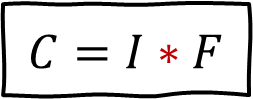 C = I * F